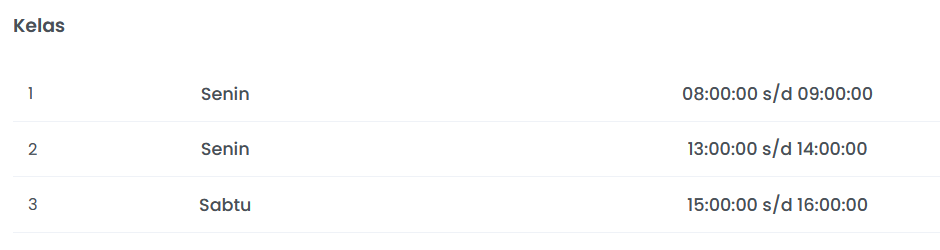 Kelas
1 Senin 08:00:00 s/d 09:00:00
2 Senin 13:00:00 s/d 14:00:00
3 Sabtu 15:00:00 s/d 16:00:00